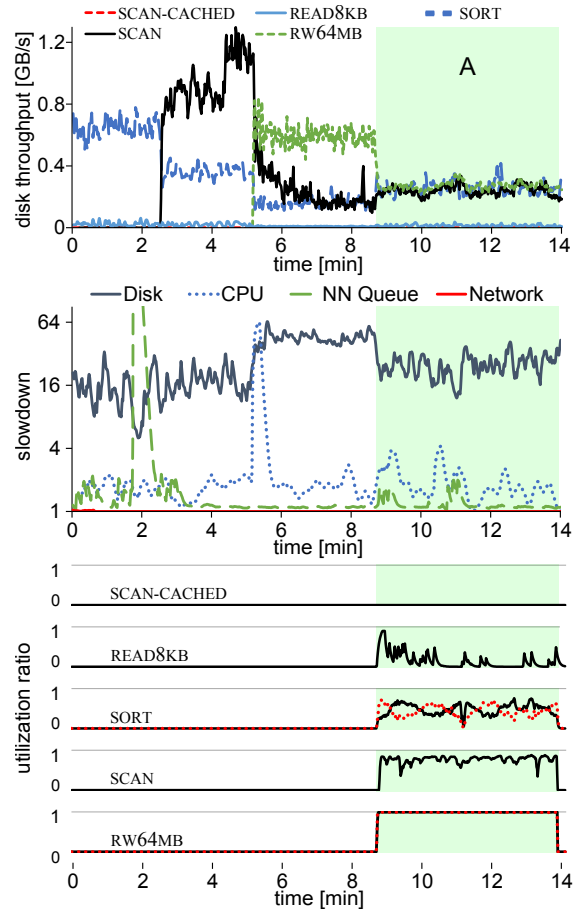 SCAN-CACHED READ8KB SORT
SCAN RW64MB
disk throughput [GB/s]
1.2
0.8
0.4
0
A
0 2 4 6 8 10 12 14
time [min]
Disk CPU NN Queue Network
slowdown
64
16
4
1
0 2 4 6 8 10 12 14
time [min]
utilization ratio
1
0
SCAN-CACHED
1
0
READ8KB
1
0
SORT
1
0
SCAN
1
0
RW64MB
0 2 4 6 8 10 12 14
time [min]